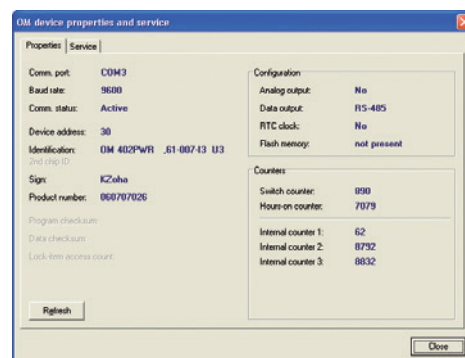 OM device properties and service
Properties Service
Comm. port: COM3
Baud rate: 9600
Comm. status: Active
Device address: 30
Identification: OM 402PWR ,61-007-I3 U3
2nd chip ID:
Sign: KZoha
Product number: 060707026
Program checksum:
Data checksum:
Lock-item access count:
Refresh
Configuration
Analog output: No
Data output: RS-485
RTC clock: No
Flash memory: not present
Counters
Switch counter: 890
Hours-on counter: 7079
Internal counter 1: 62
Internal counter 2: 8792
Internal counter 3: 8832
Close